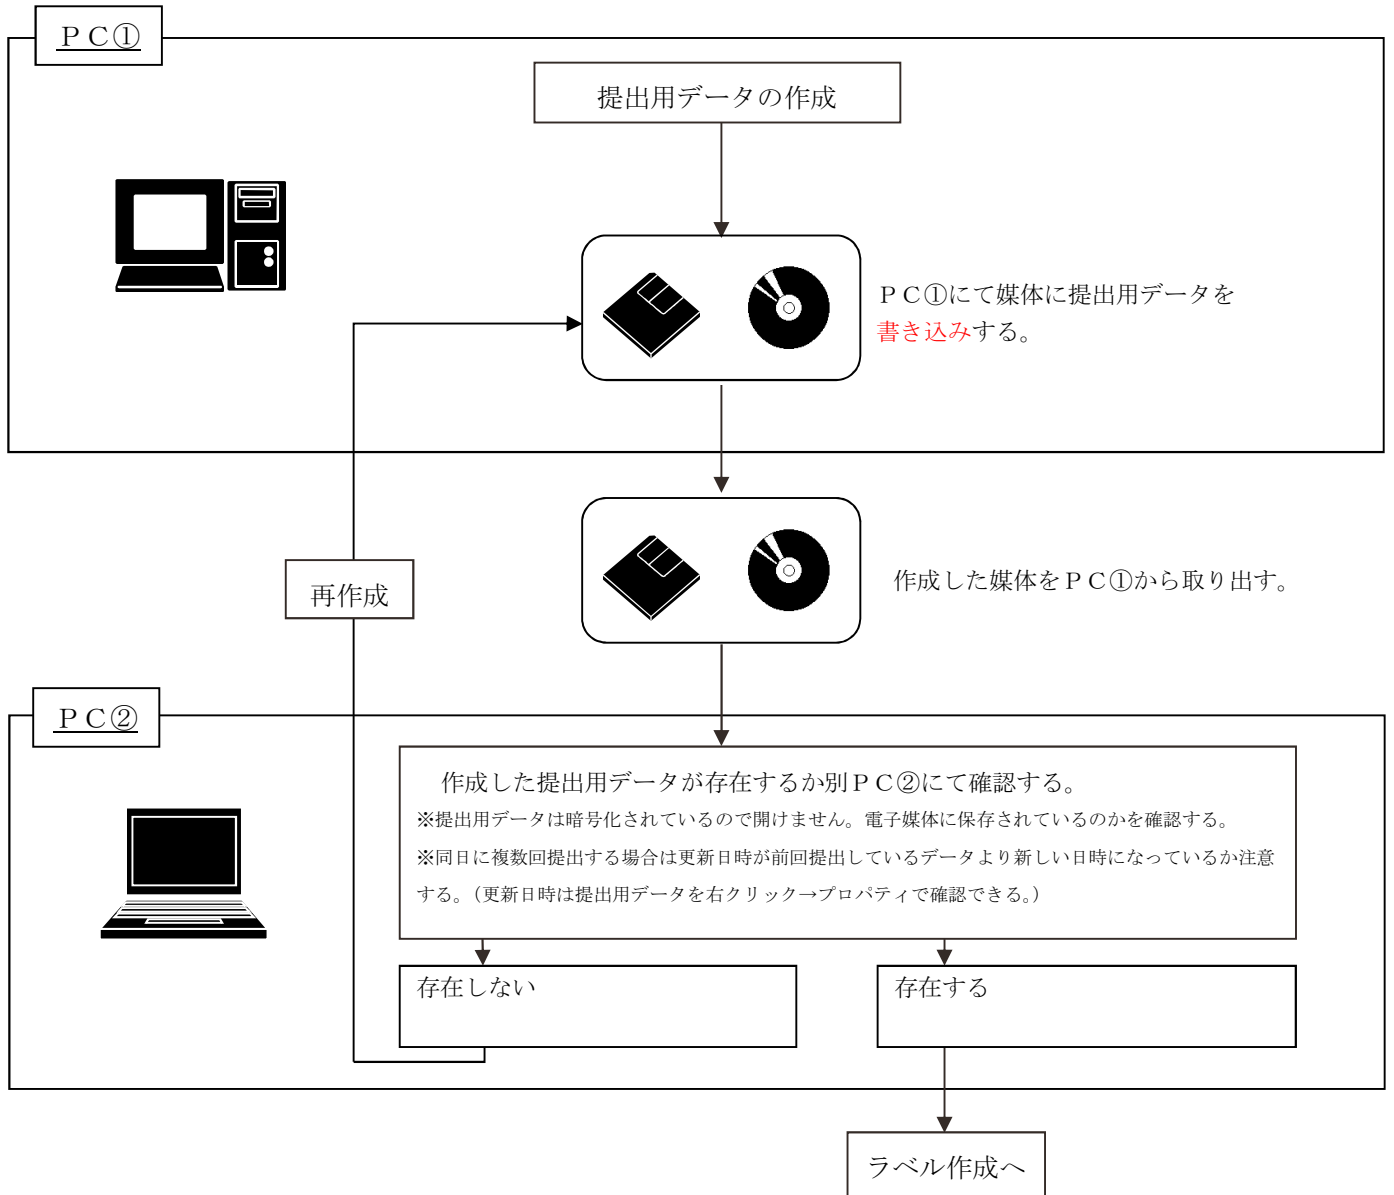 ＰＣ①
提出用データの作成
ＰＣ①にて媒体に提出用データを
書き込みする。
作成した媒体をＰＣ①から取り出す。
再作成
ＰＣ②
作成した提出用データが存在するか別ＰＣ②にて確認する。
※提出用データは暗号化されているので開けません。電子媒体に保存されているのかを確認する。
※同日に複数回提出する場合は更新日時が前回提出しているデータより新しい日時になっているか注意
する。（更新日時は提出用データを右クリック→プロパティで確認できる。）
存在しない
存在する
ラベル作成へ